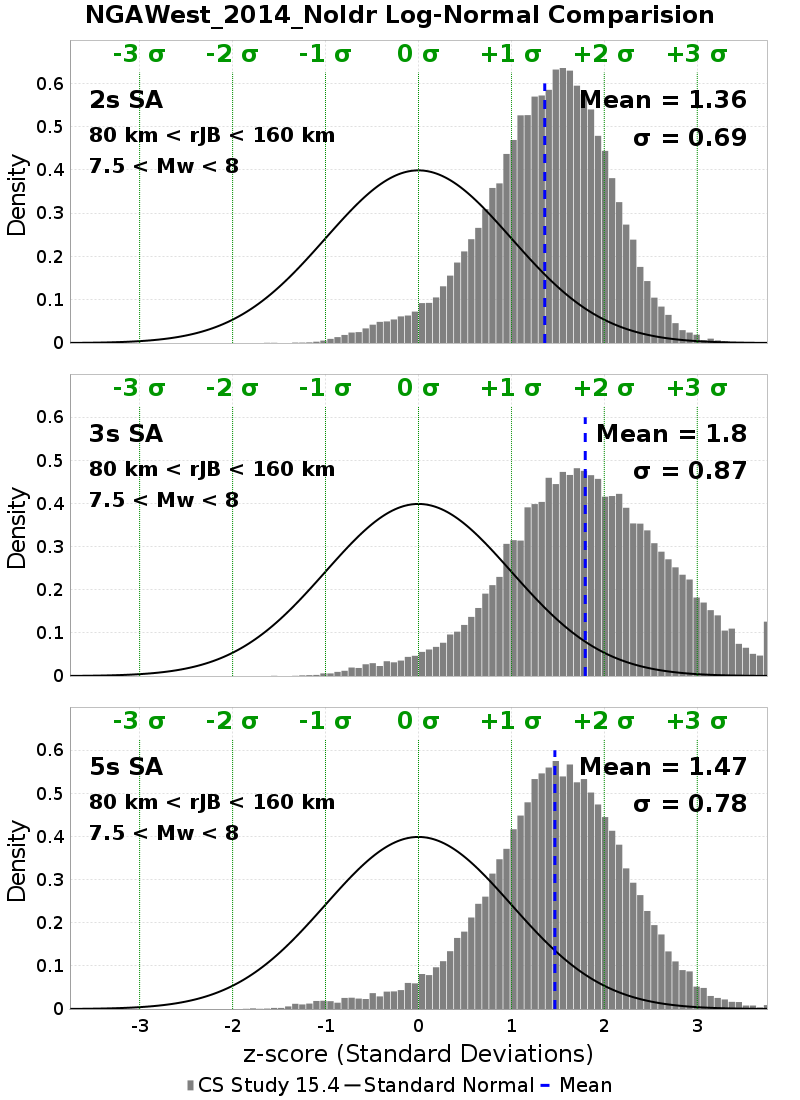 NGAWest_2014_NoIdr Log-Normal Comparision
-3 σ -2 σ -1 σ 0 σ +1 σ +2 σ +3 σ
2s SA
Mean = 1.36
80 km < rJB < 160 km
σ = 0.69
7.5 < Mw < 8
Density
0.6
0.5
0.4
0.3
0.2
0.1
0
-3 σ -2 σ -1 σ 0 σ +1 σ +2 σ +3 σ
3s SA
Mean = 1.8
80 km < rJB < 160 km
σ = 0.87
7.5 < Mw < 8
Density
0.6
0.5
0.4
0.3
0.2
0.1
0
-3 σ -2 σ -1 σ 0 σ +1 σ +2 σ +3 σ
5s SA
Mean = 1.47
80 km < rJB < 160 km
σ = 0.78
7.5 < Mw < 8
Density
0.6
0.5
0.4
0.3
0.2
0.1
0
-3 -2 -1 0 1 2 3
z-score (Standard Deviations)
CS Study 15.4 Standard Normal Mean